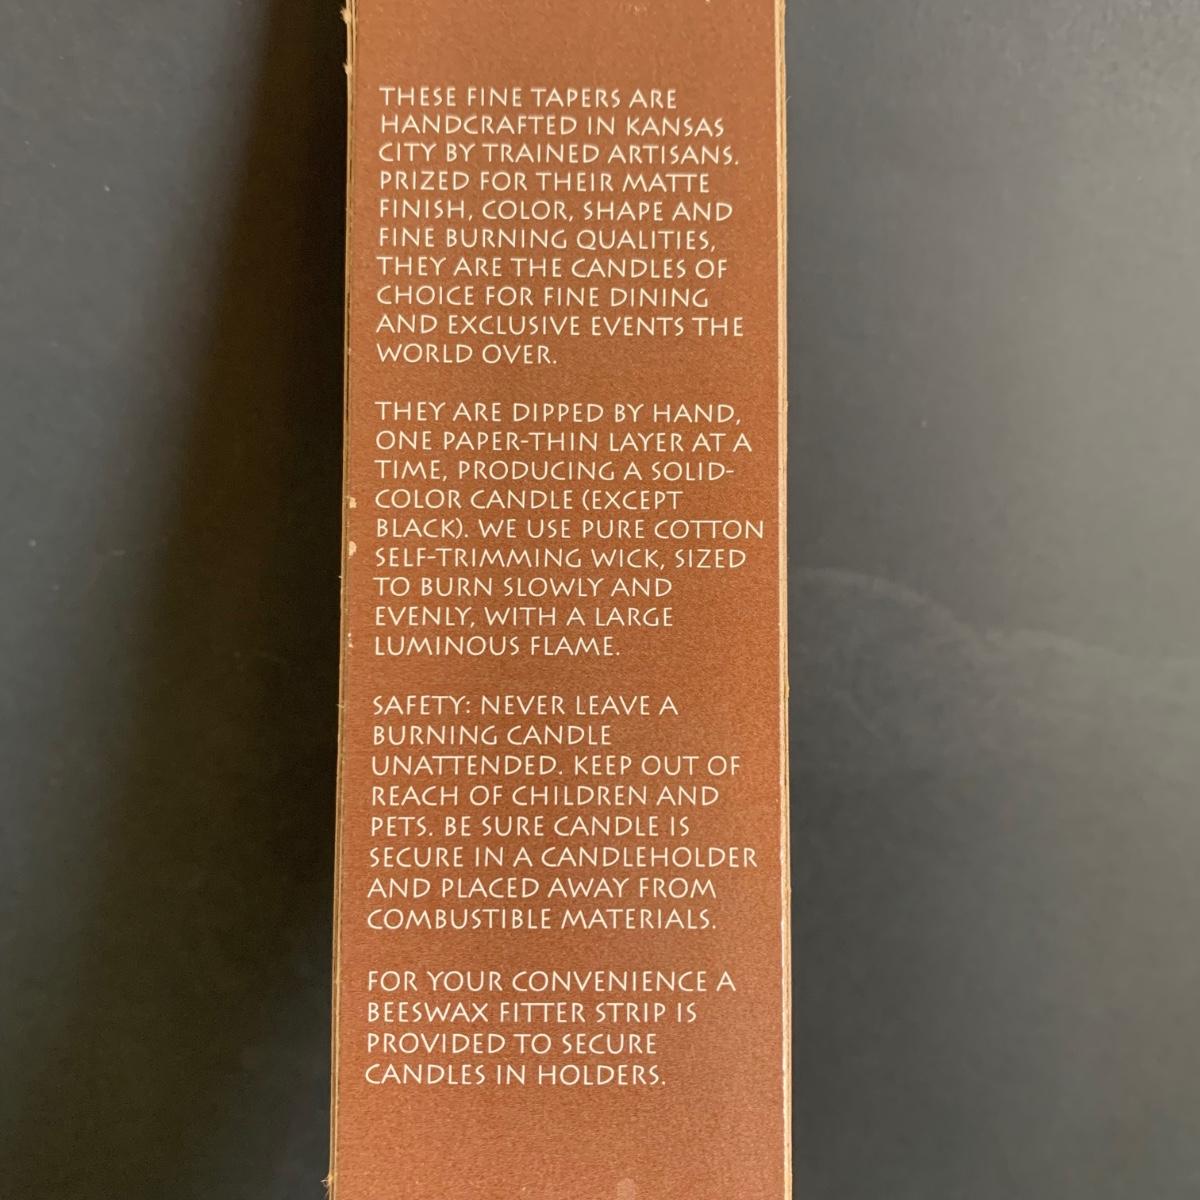 THESE FINE TAPERS ARE
HANDCRAFTED IN KANSAS
CITY BY TRAINED ARTISANS.
PRIZED FOR THEIR MATTE
FINISH, COLOR, SHAPE AND
FINE BURNING QUALITIES,
THEY ARE THE CANDLES OF
CHOICE FOR FINE DINING
AND EXCLUSIVE EVENTS THE
WORLD OVER.
THEY ARE DIPPED BY HAND,
ONE PAPER-THIN LAYER AT A
TIME, PRODUCING A SOLID-
COLOR CANDLE (EXCEPT
BLACK). WE USE PURE COTTON
SELF-TRIMMING WICK, SIZED
TO BURN SLOWLY AND
EVENLY, WITH A LARGE
LUMINOUS FLAME.
SAFETY: NEVER LEAVE A
BURNING CANDLE
UNATTENDED. KEEP OUT OF
REACH OF CHILDREN AND
PETS. BE SURE CANDLE IS
SECURE IN A CANDLEHOLDER
AND PLACED AWAY FROM
COMBUSTIBLE MATERIALS.
FOR YOUR CONVENIENCE A
BEESWAX FITTER STRIP IS
PROVIDED TO SECURE
CANDLES IN HOLDERS.